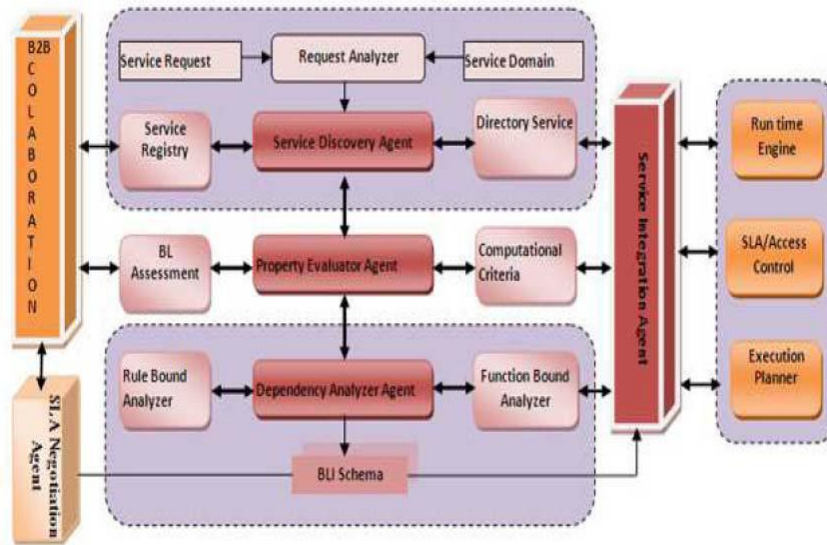 B2B
COLABORATION
Service Request
Request Analyzer
Service Domain
Service
Registry
Service Discovery Agent
Directory Service
Run time
Engine
BL
Assessment
Property Evaluator Agent
Computational
Criteria
Service Integration Agent
SLA/Access
Control
Rule Bound
Analyzer
Dependency Analyzer Agent
Function Bound
Analyzer
Execution
Planner
SLA Negotiation
Agent
BLI Schema